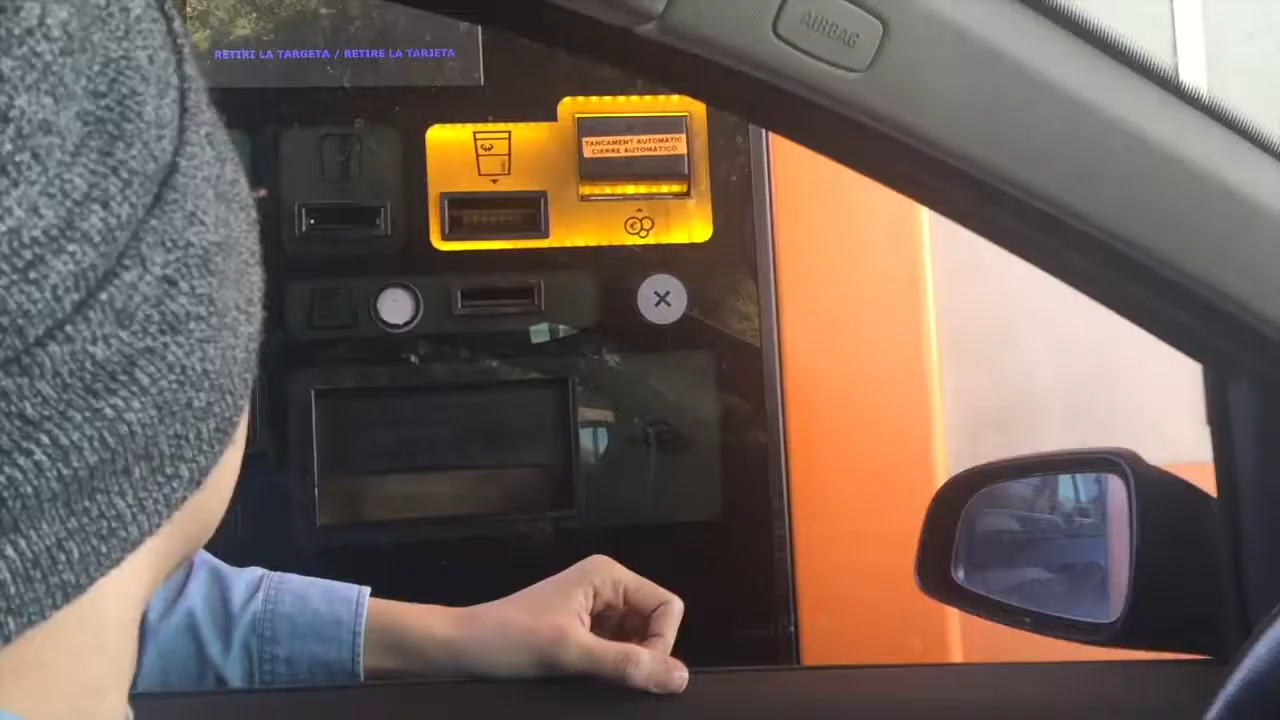 RETIRI LA TARGETA / RETIRE LA TARJETA
AIRBAG
TANCAMENT AUTOMATIC
CIERRE AUTOMATICO